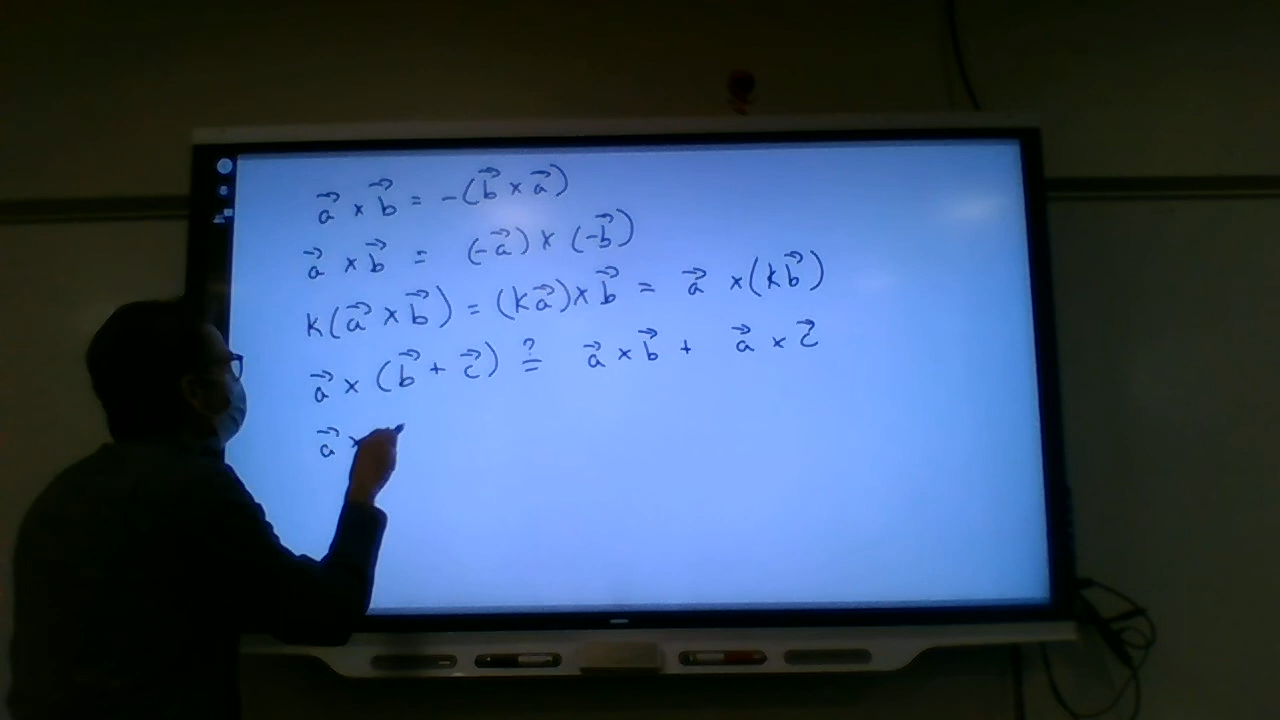 a⃗ × b⃗ = -(b⃗ × a⃗)
a⃗ × b⃗ = (-a⃗) × (-b⃗)
k(a⃗ × b⃗) = (ka⃗) × b⃗ = a⃗ × (kb⃗)
a⃗ × (b⃗ + c⃗) ≟ a⃗ × b⃗ + a⃗ × c⃗
a⃗ ×